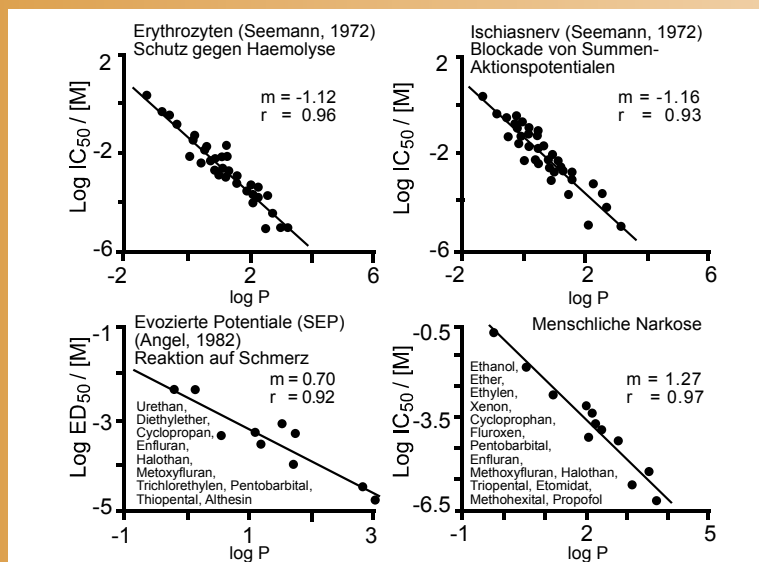 Erythrozyten (Seemann, 1972)
Schutz gegen Haemolyse
2
-2
-6
Log IC50 / [M]
m = -1.12
r = 0.96
-2
2
6
log P
Ischiasnerv (Seemann, 1972)
Blockade von Summen-
Aktionspotentialen
2
-2
-6
Log IC50 / [M]
m = -1.16
r = 0.93
-2
2
6
log P
Evozierte Potentiale (SEP)
(Angel, 1982)
Reaktion auf Schmerz
-1
-3
-5
Log ED50 / [M]
m = 0.70
r = 0.92
Urethan,
Diethylether,
Cyclopropan,
Enfluran,
Halothan,
Metoxyfluran,
Trichlorethylen, Pentobarbital,
Thiopental, Althesin
-1
1
3
log P
Menschliche Narkose
-0.5
-3.5
-6.5
Log IC50 / [M]
m = 1.27
r = 0.97
Ethanol,
Ether,
Ethylen,
Xenon,
Cycloprophan,
Fluroxen,
Pentobarbital,
Enfluran,
Methoxyfluran, Halothan,
Triopental, Etomidat,
Methohexital, Propofol
-1
2
5
log P